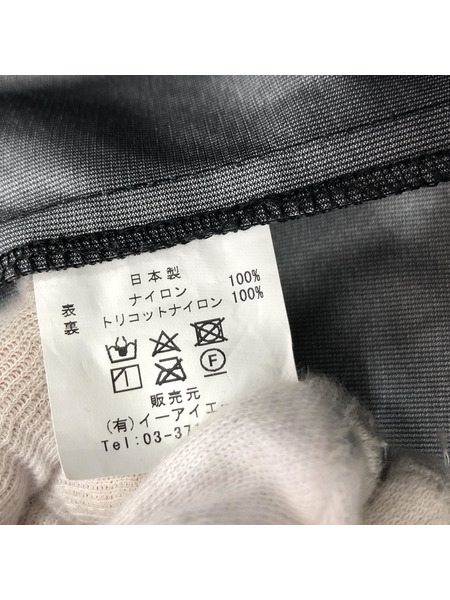 日本製
表 ナイロン 100%
裏 トリコットナイロン 100%
F
販売元
(有)イーアイエ
Tel:03-37